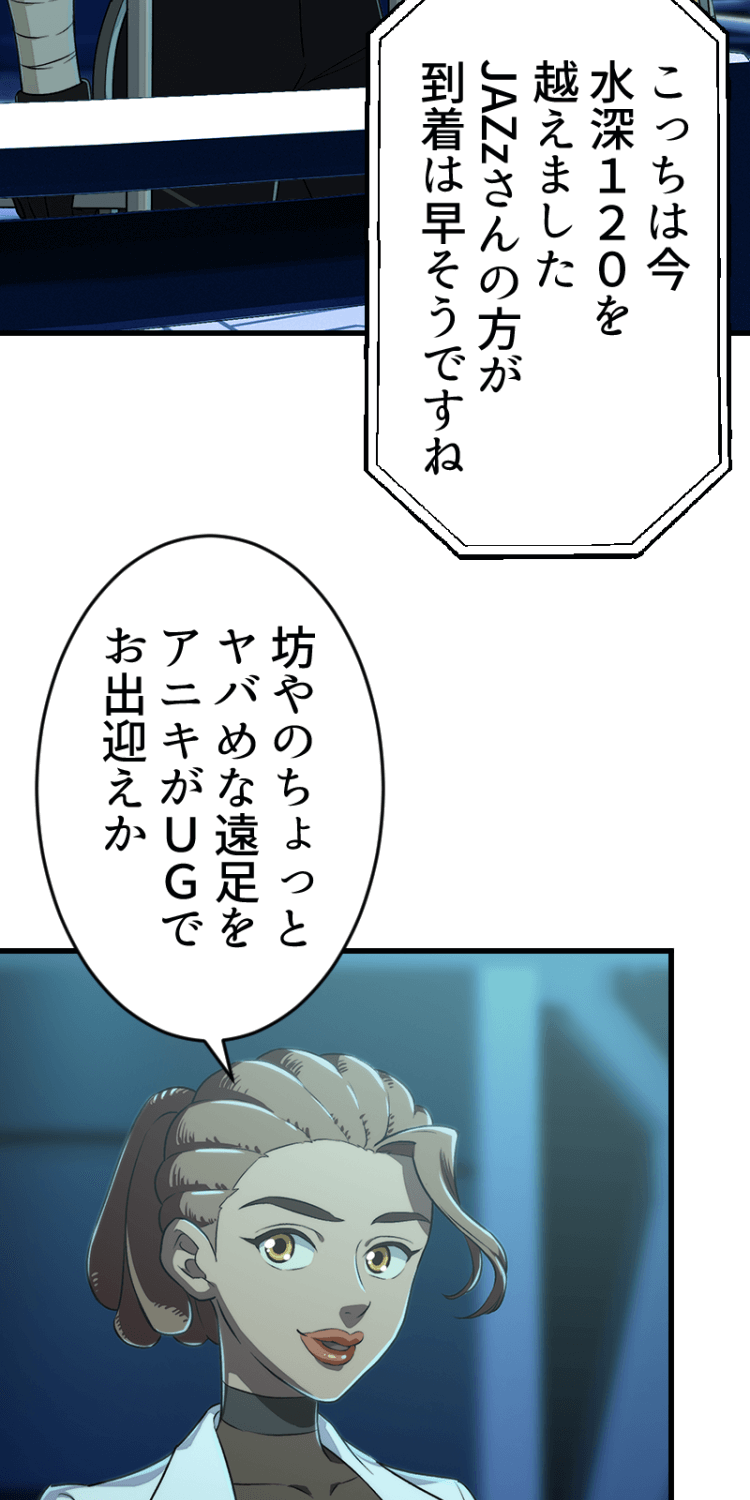 こっちは今
水深１２０を
越えました
JAZzさんの方が
到着は早そうですね
坊やのちょっと
ヤバめな遠足を
アニキがＵＧで
お出迎えか